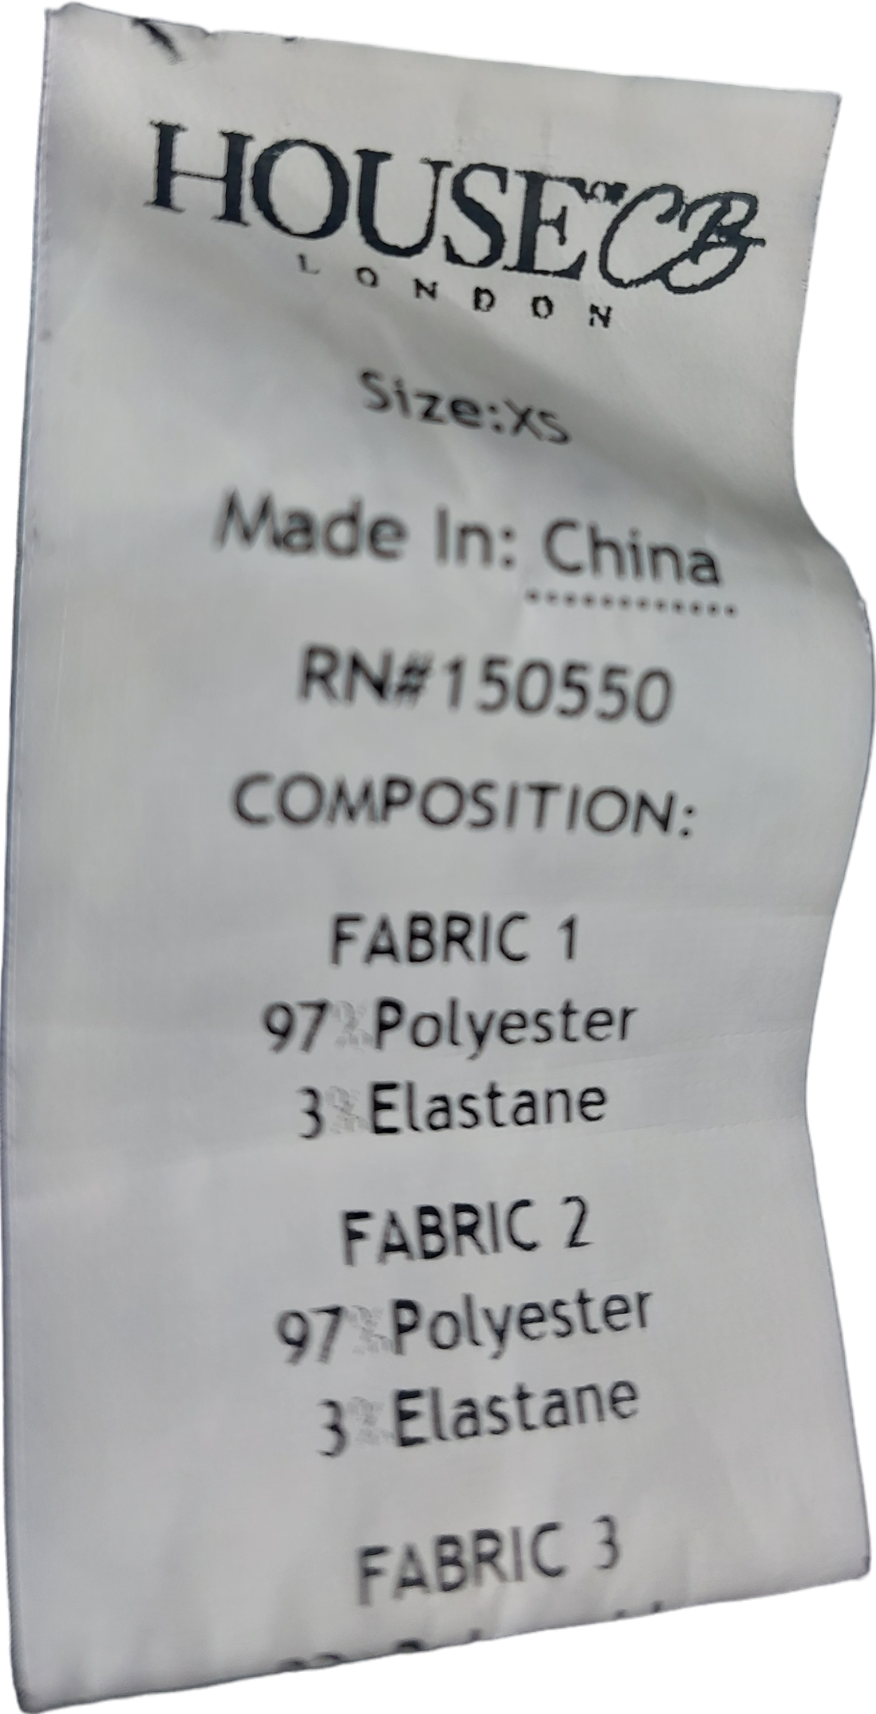 HOUSE OF CB
LONDON
Size:XS
Made In: China
RN#150550
COMPOSITION:
FABRIC 1
97% Polyester
3% Elastane
FABRIC 2
97% Polyester
3% Elastane
FABRIC 3